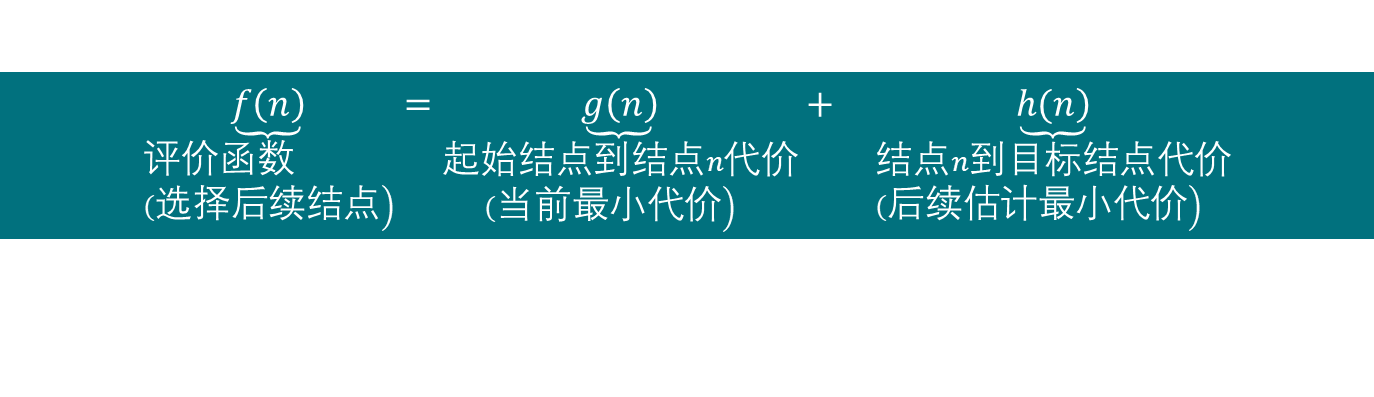 f(n) = g(n) + h(n)
评价函数 起始结点到结点n代价 结点n到目标结点代价
(选择后续结点) (当前最小代价) (后续估计最小代价)